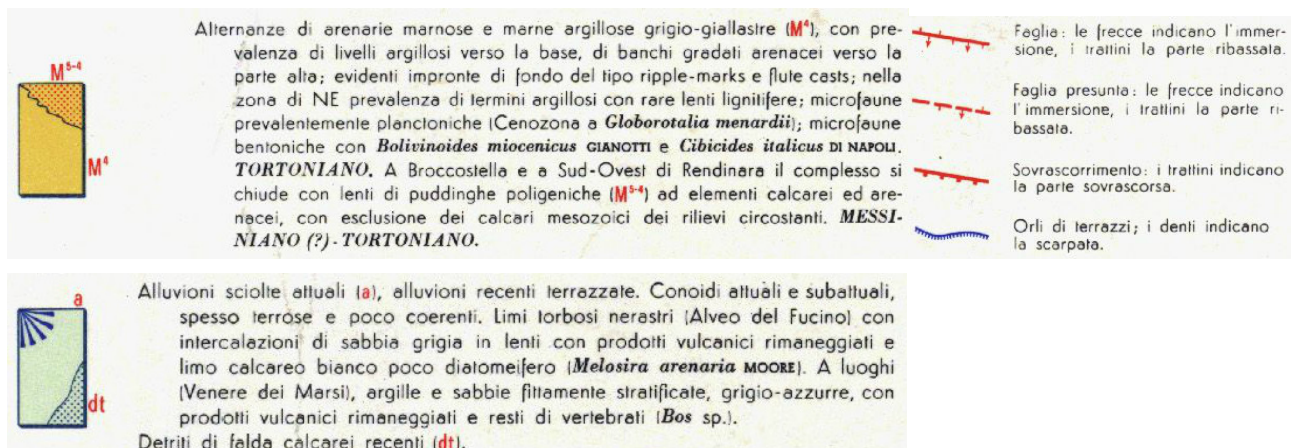 M⁵⁻⁴
M⁴
Alternanze di arenarie marnose e marne argillose grigio-giallastre (M⁴), con pre-
valenza di livelli argillosi verso la base, di banchi gradati arenacei verso la
parte alta; evidenti impronte di fondo del tipo ripple-marks e flute casts; nella
zona di NE prevalenza di termini argillosi con rare lenti lignitifere; microfaune
prevalentemente planctoniche (Cenozona a Globorotalia menardii); microfaune
bentoniche con Bolivinoides miocenicus GIANOTTI e Cibicides italicus DI NAPOLI.
TORTONIANO. A Broccostella e a Sud-Ovest di Rendinara il complesso si
chiude con lenti di puddinghe poligeniche (M⁵⁻⁴) ad elementi calcarei ed are-
nacei, con esclusione dei calcari mesozoici dei rilievi circostanti. MESSI-
NIANO (?) - TORTONIANO.
Faglia: le frecce indicano l'immer-
sione, i trattini la parte ribassata.
Faglia presunta: le frecce indicano
l'immersione, i trattini la parte ri-
bassata.
Sovrascorrimento: i trattini indicano
la parte sovrascorsa.
Orli di terrazzi; i denti indicano
la scarpata.
a
dt
Alluvioni sciolte attuali (a), alluvioni recenti terrazzate. Conoidi attuali e subattuali,
spesso terrose e poco coerenti. Limi torbosi nerastri (Alveo del Fucino) con
intercalazioni di sabbia grigia in lenti con prodotti vulcanici rimaneggiati e
limo calcareo bianco poco diatomeifero (Melosira arenaria MOORE). A luoghi
(Venere dei Marsi), argille e sabbie fittamente stratificate, grigio-azzurre, con
prodotti vulcanici rimaneggiati e resti di vertebrati (Bos sp.).
Detriti di falda calcarei recenti (dt).